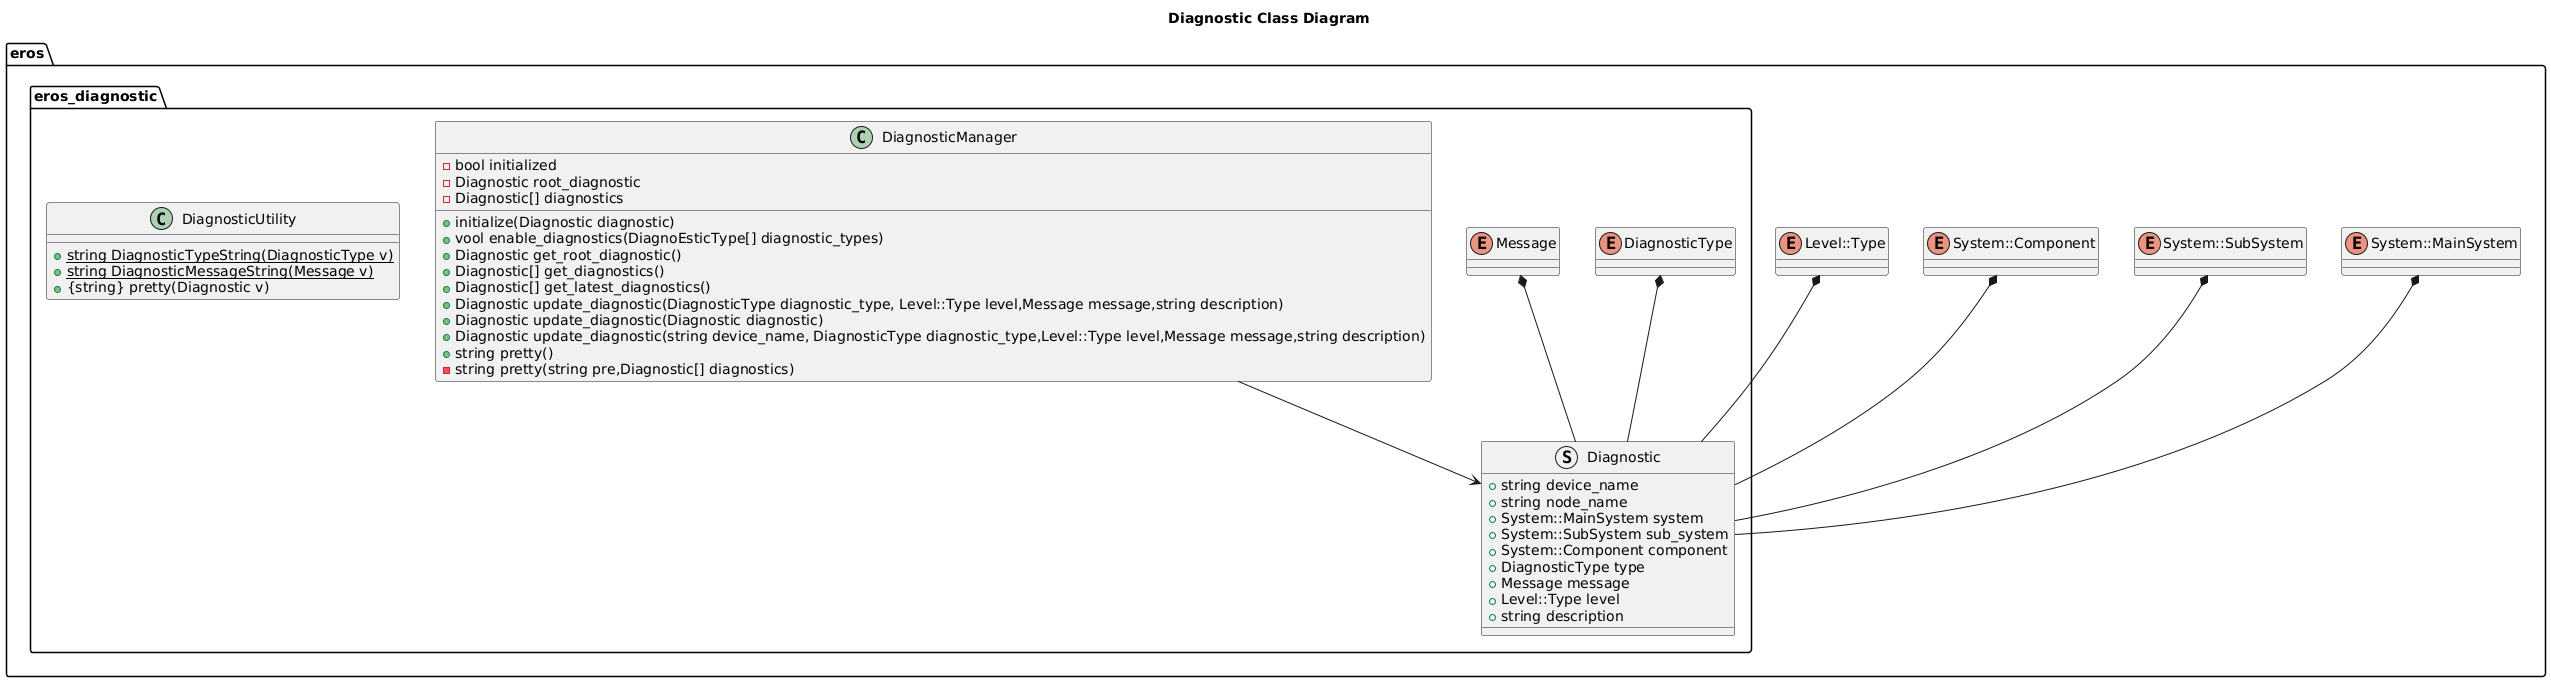 Diagnostic Class Diagram
eros
eros_diagnostic
C DiagnosticUtility
string DiagnosticTypeString(DiagnosticType v)
string DiagnosticMessageString(Message v)
{string} pretty(Diagnostic v)
C DiagnosticManager
bool initialized
Diagnostic root_diagnostic
Diagnostic[] diagnostics
initialize(Diagnostic diagnostic)
vool enable_diagnostics(DiagnoEsticType[] diagnostic_types)
Diagnostic get_root_diagnostic()
Diagnostic[] get_diagnostics()
Diagnostic[] get_latest_diagnostics()
Diagnostic update_diagnostic(DiagnosticType diagnostic_type, Level::Type level,Message message,string description)
Diagnostic update_diagnostic(Diagnostic diagnostic)
Diagnostic update_diagnostic(string device_name, DiagnosticType diagnostic_type,Level::Type level,Message message,string description)
string pretty()
string pretty(string pre,Diagnostic[] diagnostics)
E Message
E DiagnosticType
E Level::Type
E System::Component
E System::SubSystem
E System::MainSystem
S Diagnostic
string device_name
string node_name
System::MainSystem system
System::SubSystem sub_system
System::Component component
DiagnosticType type
Message message
Level::Type level
string description